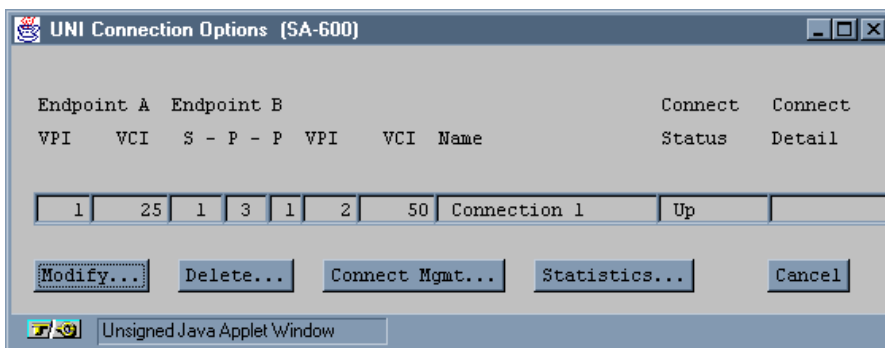 UNI Connection Options (SA-600)
Endpoint A Endpoint B Connect Connect
VPI VCI S - P - P VPI VCI Name Status Detail
1 25 1 3 1 2 50 Connection 1 Up
Modify... Delete... Connect Mgmt... Statistics... Cancel
Unsigned Java Applet Window